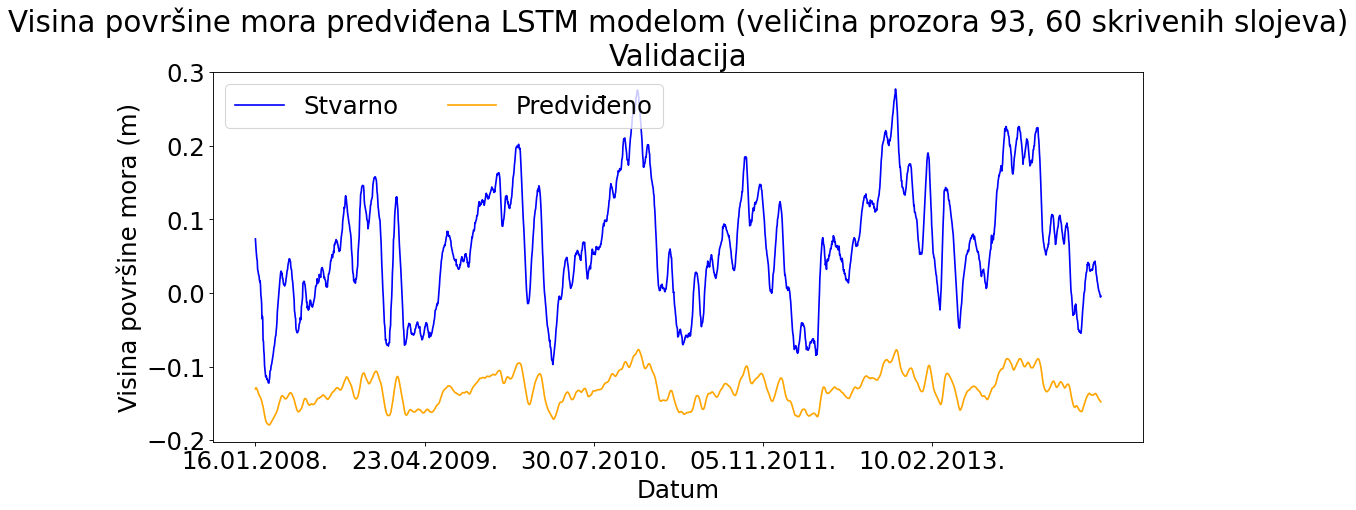 Visina površine mora predviđena LSTM modelom (veličina prozora 93, 60 skrivenih slojeva)
Validacija
Stvarno
Predviđeno
Visina površine mora (m)
0.3
0.2
0.1
0.0
−0.1
−0.2
16.01.2008.
23.04.2009.
30.07.2010.
05.11.2011.
10.02.2013.
Datum